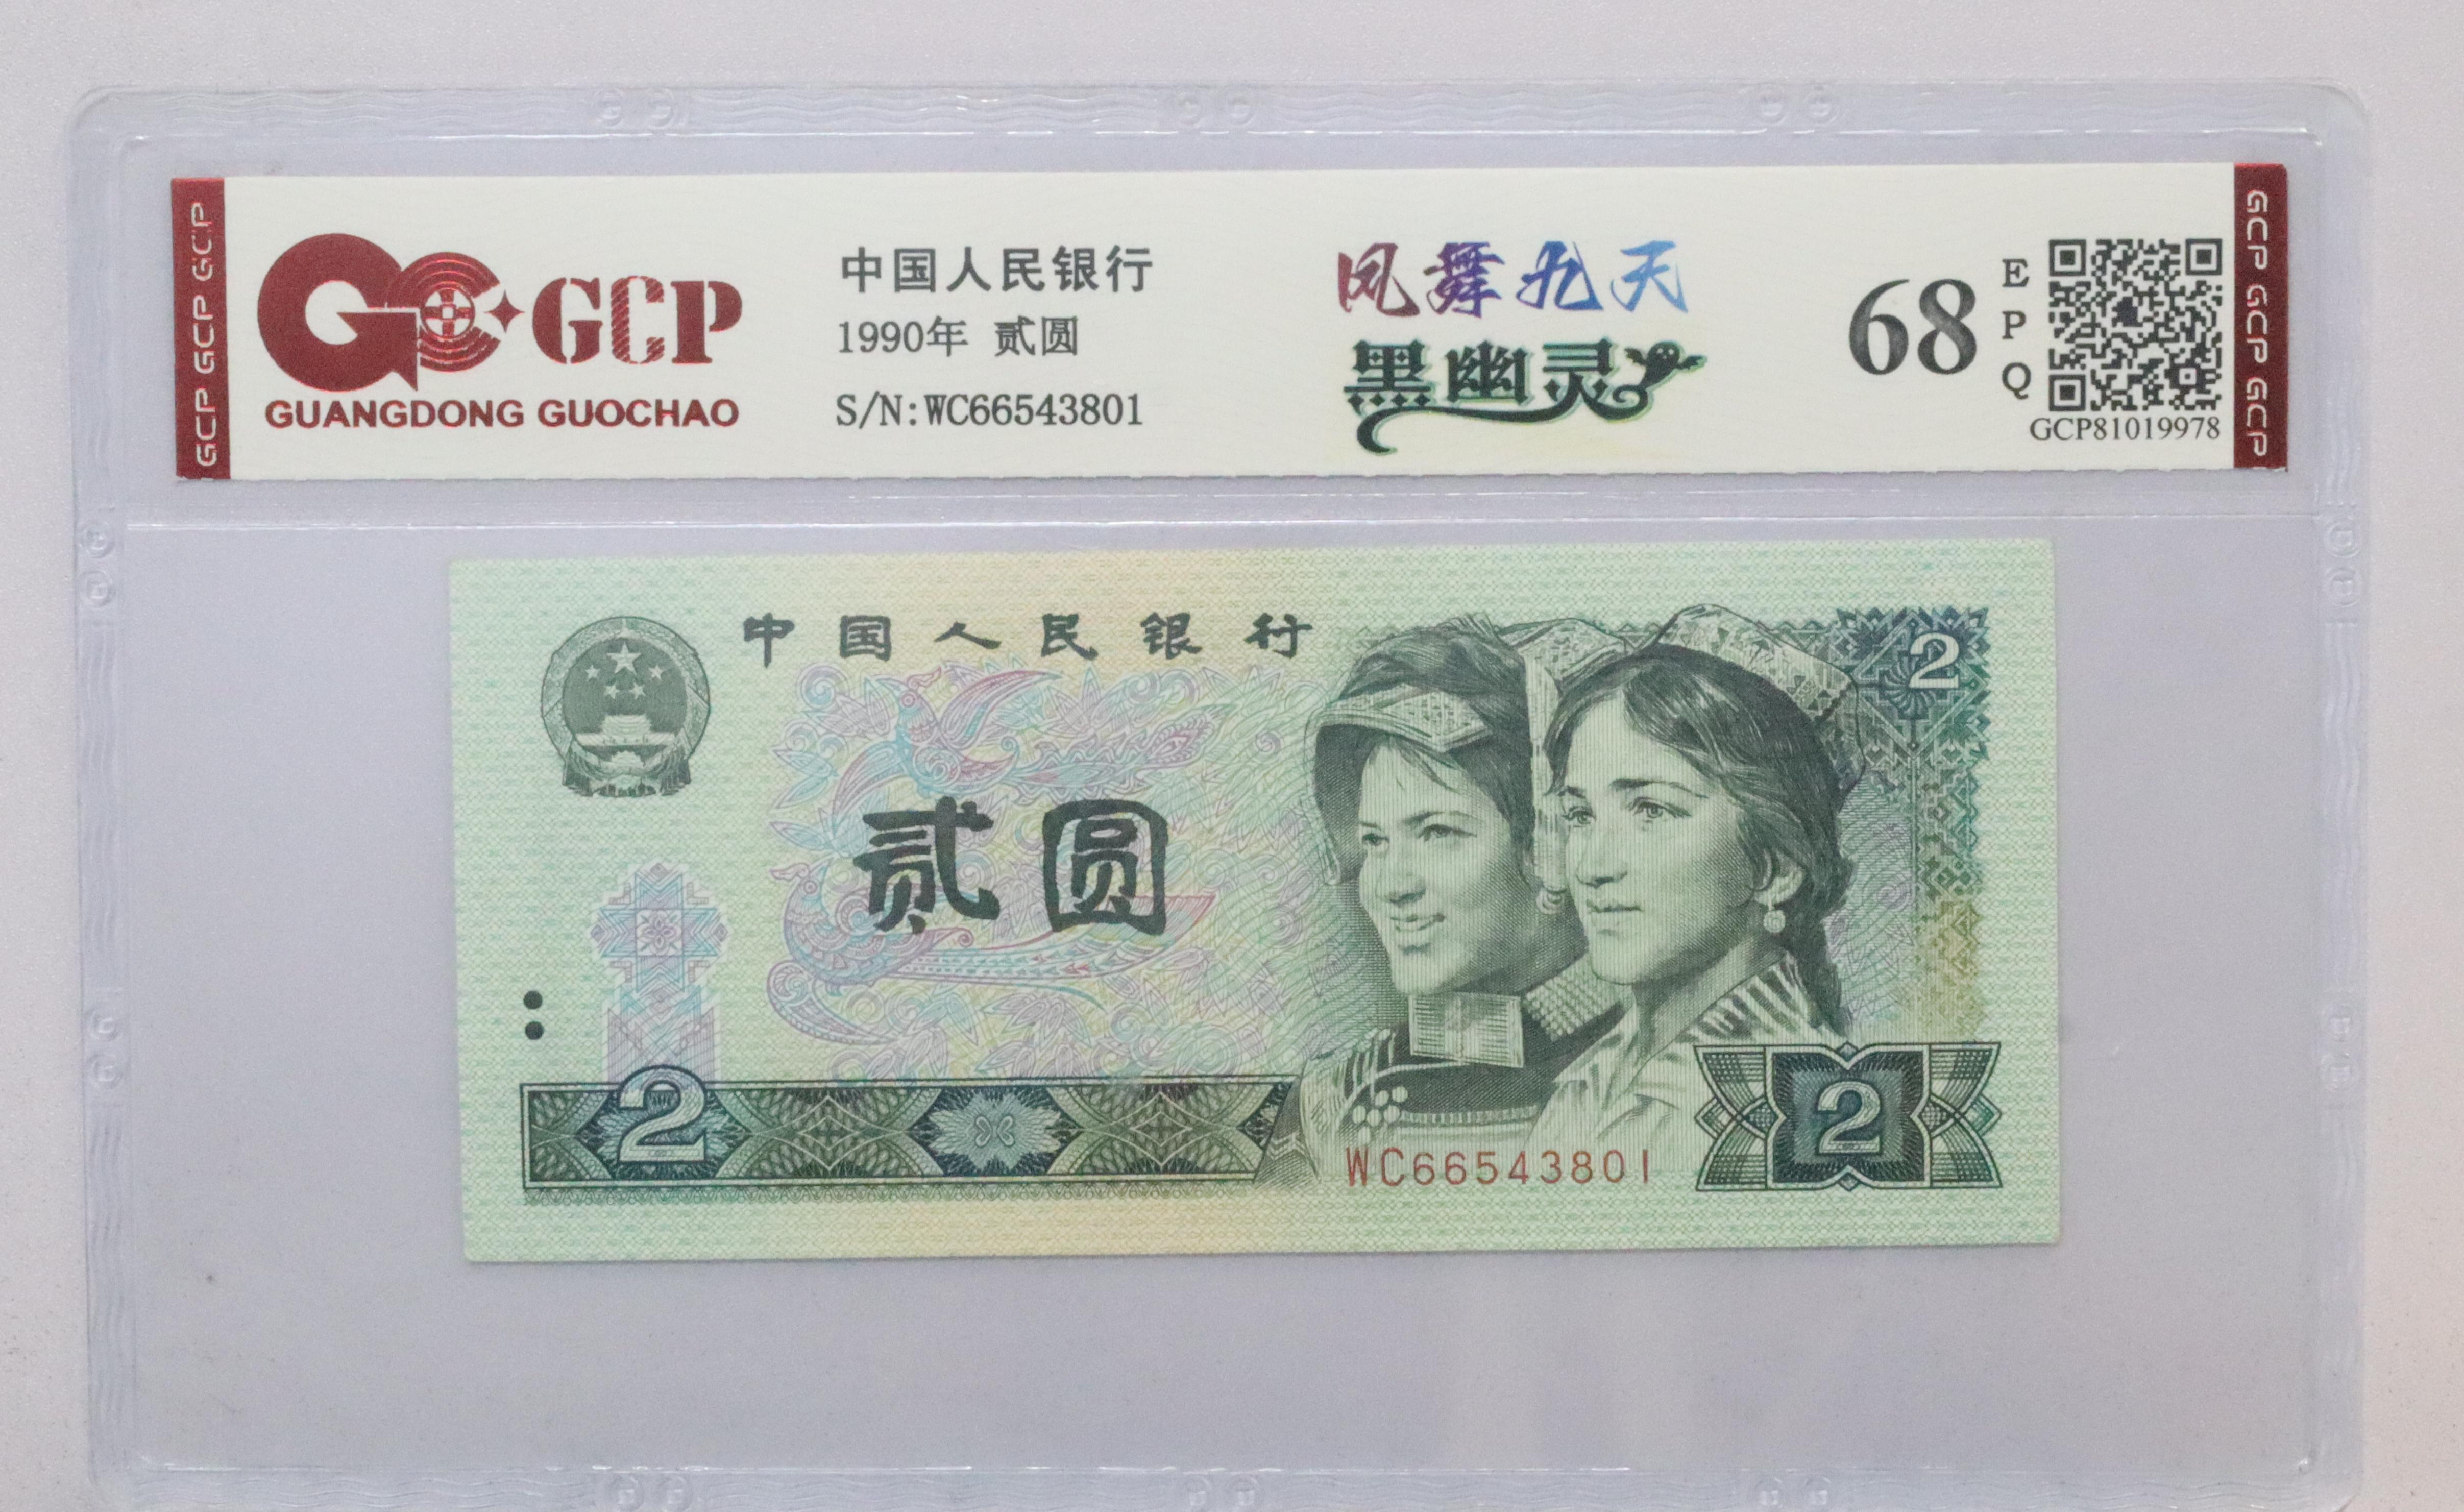 GCP GCP GCP
GC GCP
GUANGDONG GUOCHAO
中国人民银行
1990年 贰圆
S/N:WC66543801
凤舞九天
黑幽灵
68
EPQ
GCP81019978
GCP GCP GCP
中国人民银行
2
贰圆
2
2
WC66543801